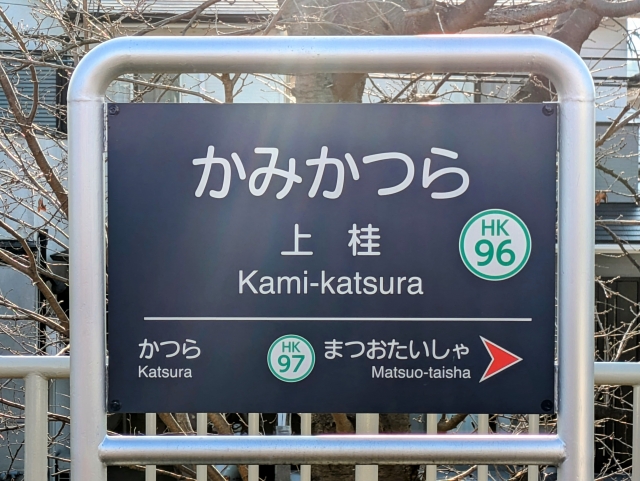 かみかつら
上桂
HK
96
Kami-katsura
かつら
Katsura
HK
97
まつおたいしゃ
Matsuo-taisha